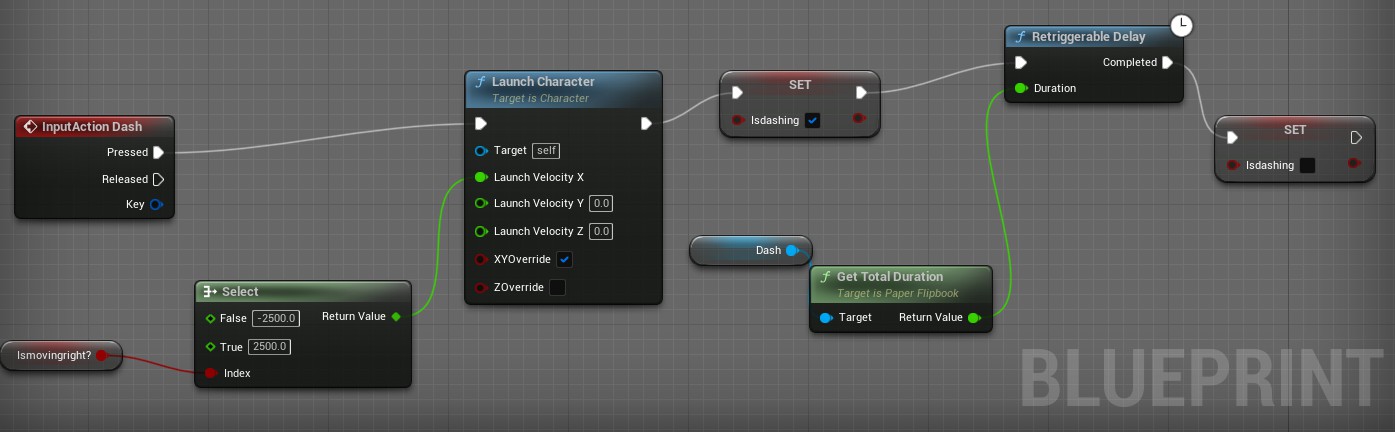 InputAction Dash
Pressed
Released
Key
Ismovingright?
Select
False -2500.0 Return Value
True 2500.0
Index
f Launch Character
Target is Character
Target self
Launch Velocity X
Launch Velocity Y 0.0
Launch Velocity Z 0.0
XYOverride
ZOverride
SET
Isdashing
Dash
f Get Total Duration
Target is Paper Flipbook
Target Return Value
f Retriggerable Delay
Completed
Duration
SET
Isdashing
BLUEPRINT